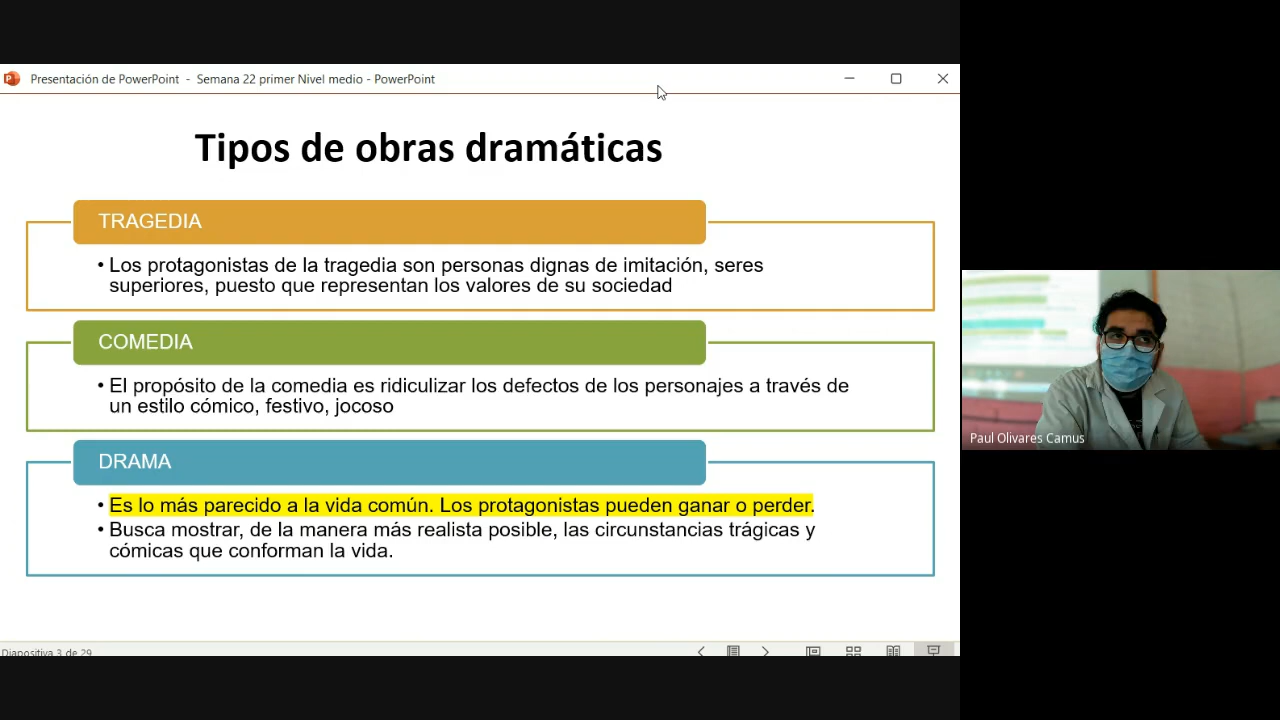 Presentación de PowerPoint - Semana 22 primer Nivel medio - PowerPoint
Tipos de obras dramáticas
TRAGEDIA
• Los protagonistas de la tragedia son personas dignas de imitación, seres
superiores, puesto que representan los valores de su sociedad
COMEDIA
• El propósito de la comedia es ridiculizar los defectos de los personajes a través de
un estilo cómico, festivo, jocoso
DRAMA
• Es lo más parecido a la vida común. Los protagonistas pueden ganar o perder.
• Busca mostrar, de la manera más realista posible, las circunstancias trágicas y
cómicas que conforman la vida.
Diapositiva 3 de 29
Paul Olivares Camus